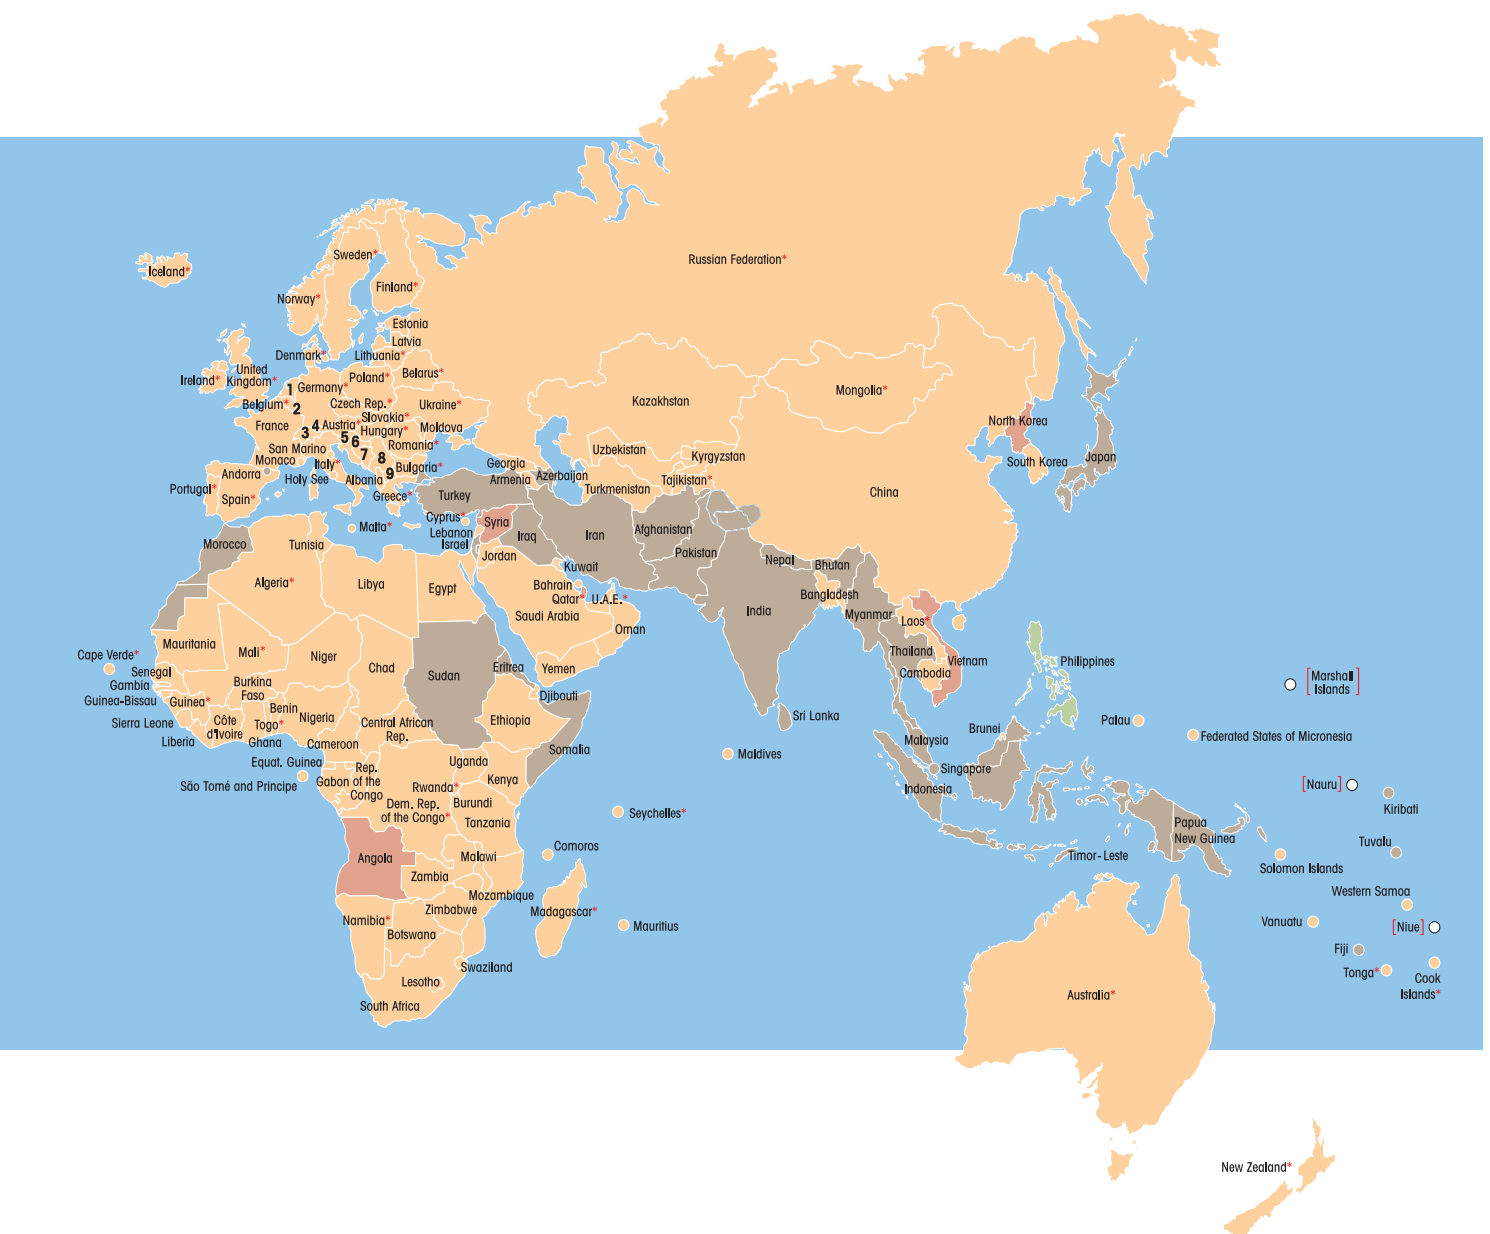 Russian Federation*
Iceland*
Sweden*
Finland*
Norway*
Estonia
Latvia
Denmark*
Lithuania*
Ireland*
United
Kingdom*
1
Germany*
Poland*
Belarus*
Belgium*
2
Czech Rep.*
Ukraine*
France
3
4
Austria*
Slovakia*
Hungary*
Moldova
5
6
Romania*
San Marino
7
8
Monaco
Italy*
Bulgaria*
Andorra
Holy See
Albania
9
Portugal*
Spain*
Greece*
Malta*
Cyprus*
Kazakhstan
Mongolia*
Uzbekistan
Kyrgyzstan
Georgia
Armenia
Azerbaijan
Turkmenistan
Tajikistan*
Turkey
China
North Korea
South Korea
Japan
Syria
Lebanon
Israel
Iraq
Iran
Afghanistan
Pakistan
Jordan
Kuwait
Bahrain
Qatar*
U.A.E.*
Saudi Arabia
Oman
Yemen
Nepal
Bhutan
Bangladesh
India
Myanmar
Laos*
Thailand
Vietnam
Cambodia
Philippines
Sri Lanka
Maldives
Malaysia
Brunei
Singapore
Indonesia
Timor-Leste
Papua
New Guinea
Morocco
Tunisia
Algeria*
Libya
Egypt
Mauritania
Mali*
Niger
Chad
Sudan
Eritrea
Djibouti
Cape Verde*
Senegal
Gambia
Guinea-Bissau
Guinea*
Sierra Leone
Liberia
Burkina
Faso
Côte
d'Ivoire
Ghana
Togo*
Benin
Nigeria
Cameroon
Central African
Rep.
Ethiopia
Somalia
Equat. Guinea
São Tomé and Principe
Gabon
Rep.
of the
Congo
Dem. Rep.
of the Congo*
Uganda
Kenya
Rwanda*
Burundi
Tanzania
Seychelles*
Comoros
Angola
Zambia
Malawi
Mozambique
Zimbabwe
Namibia*
Botswana
Madagascar*
Mauritius
Swaziland
Lesotho
South Africa
[Marshall
Islands]
Palau
Federated States of Micronesia
[Nauru]
Kiribati
Tuvalu
Solomon Islands
Western Samoa
Vanuatu
[Niue]
Fiji
Tonga*
Cook
Islands*
Australia*
New Zealand*